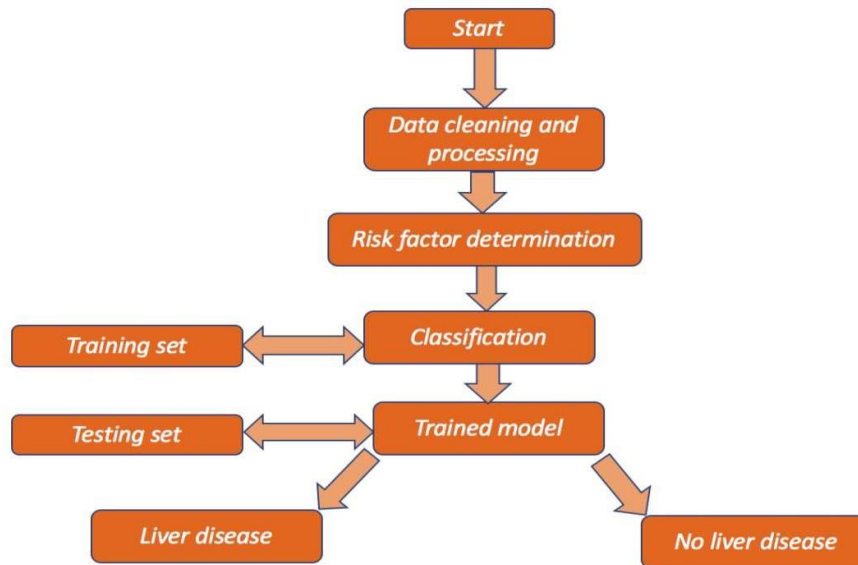 Start
Data cleaning and
processing
Risk factor determination
Training set
Classification
Testing set
Trained model
Liver disease
No liver disease